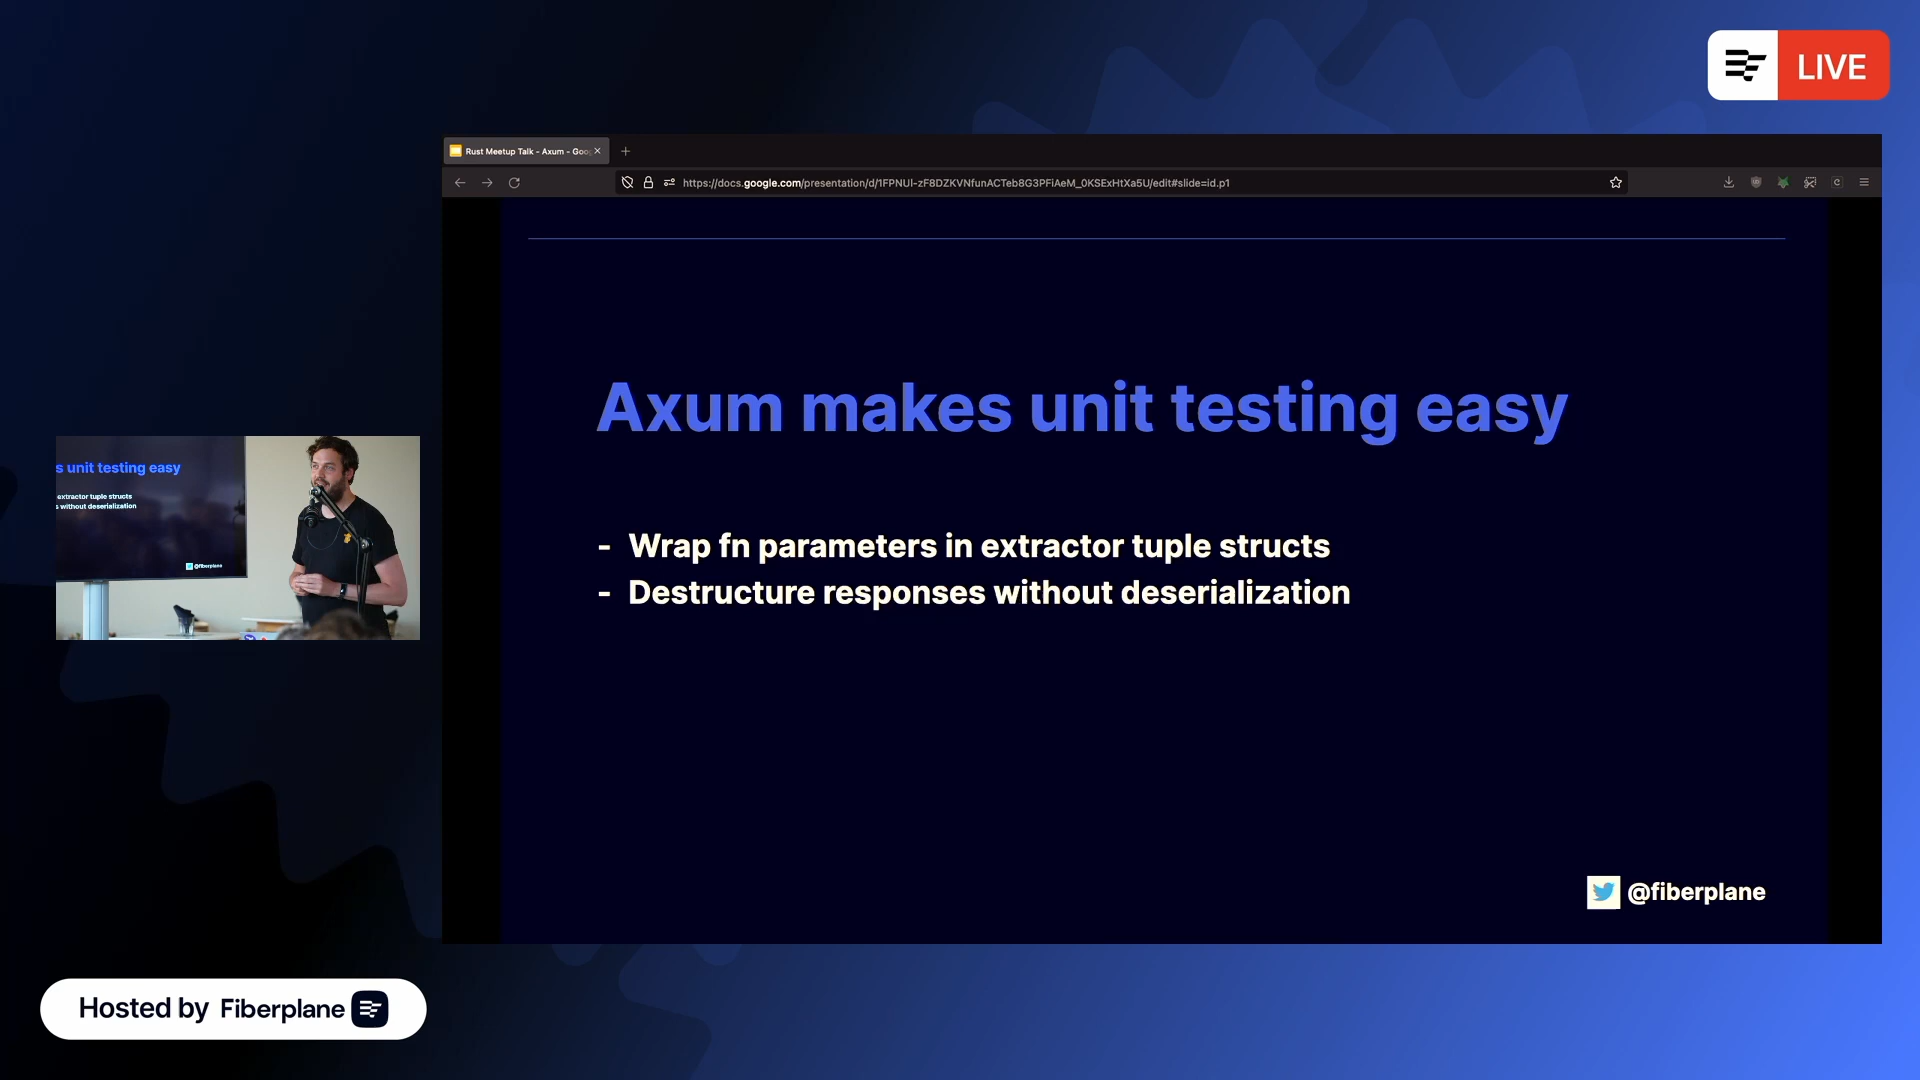 LIVE
Rust Meetup Talk - Axum - Goo
https://docs.google.com/presentation/d/1FPNUl-zF8DZKVNfunACTeb8G3PFiAeM_0KSExHtXa5U/edit#slide=id.p1
Axum makes unit testing easy
- Wrap fn parameters in extractor tuple structs
- Destructure responses without deserialization
@fiberplane
s unit testing easy
extractor tuple structs
s without deserialization
@fiberplane
Hosted by Fiberplane